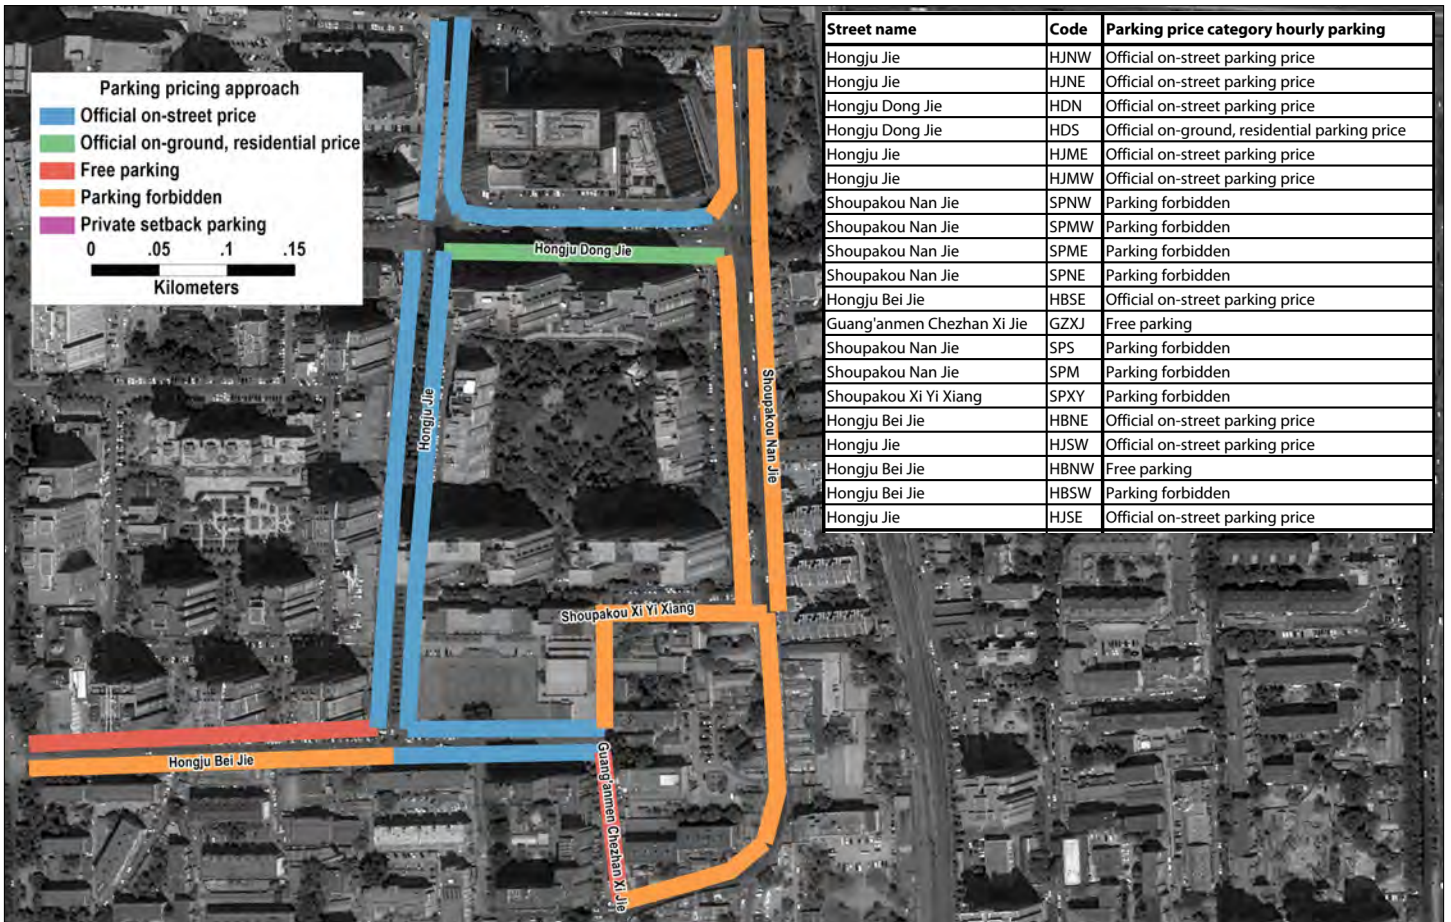 Parking pricing approach
Official on-street price
Official on-ground, residential price
Free parking
Parking forbidden
Private setback parking
0 .05 .1 .15
Kilometers
Street name Code Parking price category hourly parking
Hongju Jie HJNW Official on-street parking price
Hongju Jie HJNE Official on-street parking price
Hongju Dong Jie HDN Official on-street parking price
Hongju Dong Jie HDS Official on-ground, residential parking price
Hongju Jie HJME Official on-street parking price
Hongju Jie HJMW Official on-street parking price
Shoupakou Nan Jie SPNW Parking forbidden
Shoupakou Nan Jie SPMW Parking forbidden
Shoupakou Nan Jie SPME Parking forbidden
Shoupakou Nan Jie SPNE Parking forbidden
Hongju Bei Jie HBSE Official on-street parking price
Guang'anmen Chezhan Xi Jie GZXJ Free parking
Shoupakou Nan Jie SPS Parking forbidden
Shoupakou Nan Jie SPM Parking forbidden
Shoupakou Xi Yi Xiang SPXY Parking forbidden
Hongju Bei Jie HBNE Official on-street parking price
Hongju Jie HJSW Official on-street parking price
Hongju Bei Jie HBNW Free parking
Hongju Bei Jie HBSW Parking forbidden
Hongju Jie HJSE Official on-street parking price
Hongju Dong Jie
Hongju Jie
Shoupakou Nan Jie
Shoupakou Xi Yi Xiang
Hongju Bei Jie
Guang'anmen Chezhan Xi Jie